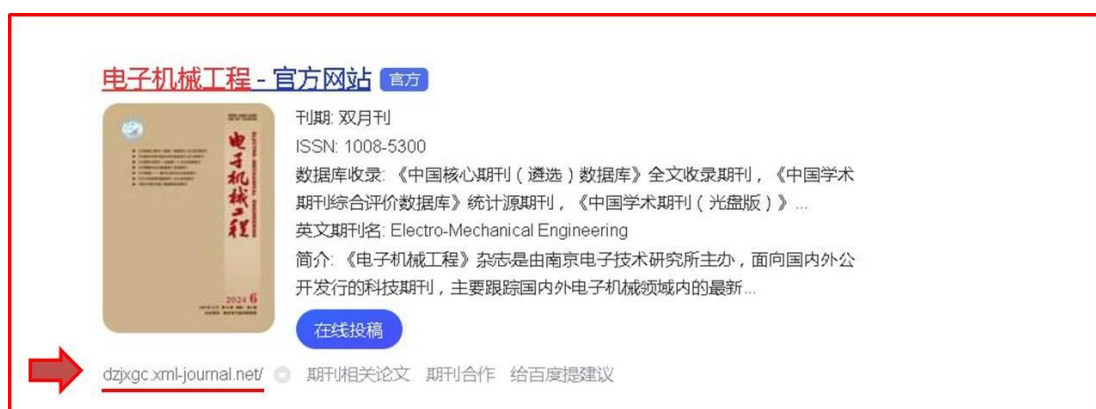 电子机械工程 - 官方网站 官方
刊期: 双月刊
ISSN: 1008-5300
数据库收录: 《中国核心期刊（遴选）数据库》全文收录期刊，《中国学术
期刊综合评价数据库》统计源期刊，《中国学术期刊（光盘版）》...
英文期刊名: Electro-Mechanical Engineering
简介: 《电子机械工程》杂志是由南京电子技术研究所主办，面向国内外公
开发行的科技期刊，主要跟踪国内外电子机械领域内的最新...
在线投稿
电子机械工程
ELECTRO-MECHANICAL ENGINEERING
2024 6
dzjxgc.xml-journal.net/ 期刊相关论文 期刊合作 给百度提建议